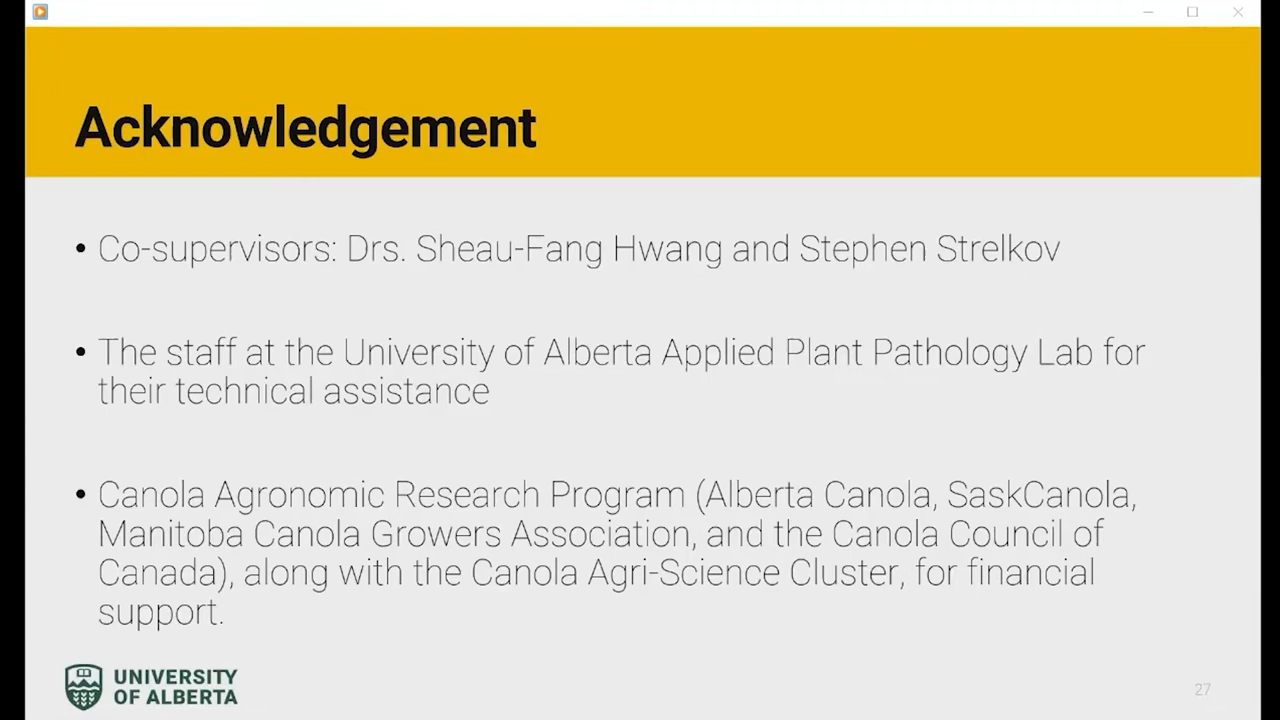 Acknowledgement
• Co-supervisors: Drs. Sheau-Fang Hwang and Stephen Strelkov
• The staff at the University of Alberta Applied Plant Pathology Lab for
their technical assistance
• Canola Agronomic Research Program (Alberta Canola, SaskCanola,
Manitoba Canola Growers Association, and the Canola Council of
Canada), along with the Canola Agri-Science Cluster, for financial
support.
UNIVERSITY
OF ALBERTA
27